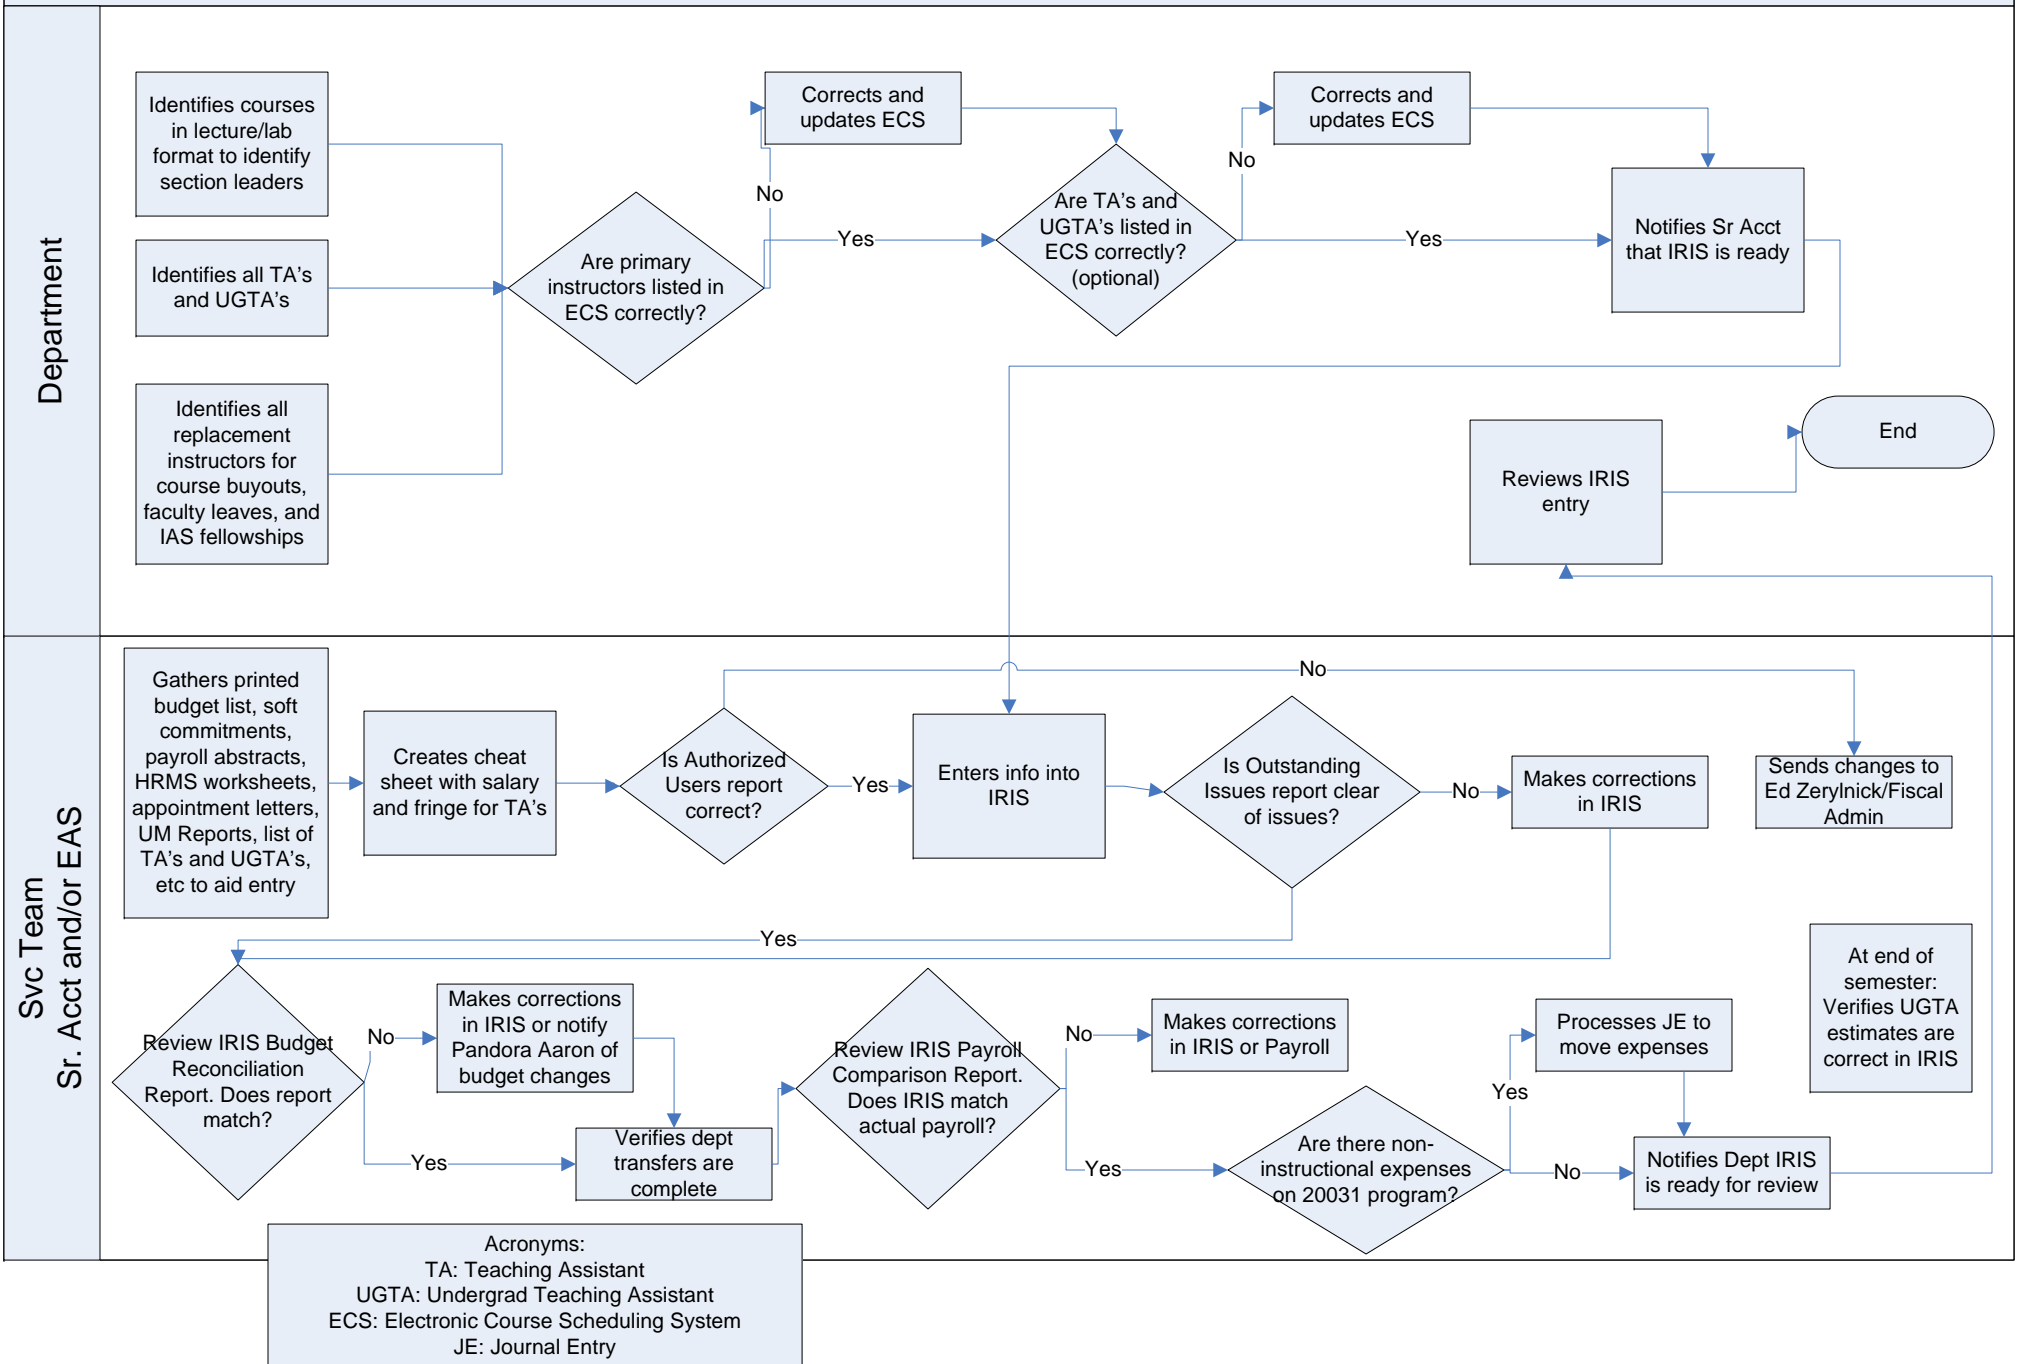 Department
Identifies courses
in lecture/lab
format to identify
section leaders
Identifies all TA's
and UGTA's
Identifies all
replacement
instructors for
course buyouts,
faculty leaves, and
IAS fellowships
Are primary
instructors listed in
ECS correctly?
No
Yes
Corrects and
updates ECS
Are TA's and
UGTA's listed in
ECS correctly?
(optional)
No
Yes
Corrects and
updates ECS
Notifies Sr Acct
that IRIS is ready
Reviews IRIS
entry
End
Svc Team
Sr. Acct and/or EAS
Gathers printed
budget list, soft
commitments,
payroll abstracts,
HRMS worksheets,
appointment letters,
UM Reports, list of
TA's and UGTA's,
etc to aid entry
Creates cheat
sheet with salary
and fringe for TA's
Is Authorized
Users report
correct?
Yes
No
Enters info into
IRIS
Is Outstanding
Issues report clear
of issues?
No
Yes
Makes corrections
in IRIS
Sends changes to
Ed Zerylnick/Fiscal
Admin
Review IRIS Budget
Reconciliation
Report. Does report
match?
No
Yes
Makes corrections
in IRIS or notify
Pandora Aaron of
budget changes
Verifies dept
transfers are
complete
Review IRIS Payroll
Comparison Report.
Does IRIS match
actual payroll?
No
Yes
Makes corrections
in IRIS or Payroll
Are there non-
instructional expenses
on 20031 program?
Yes
No
Processes JE to
move expenses
Notifies Dept IRIS
is ready for review
At end of
semester:
Verifies UGTA
estimates are
correct in IRIS
Acronyms:
TA: Teaching Assistant
UGTA: Undergrad Teaching Assistant
ECS: Electronic Course Scheduling System
JE: Journal Entry